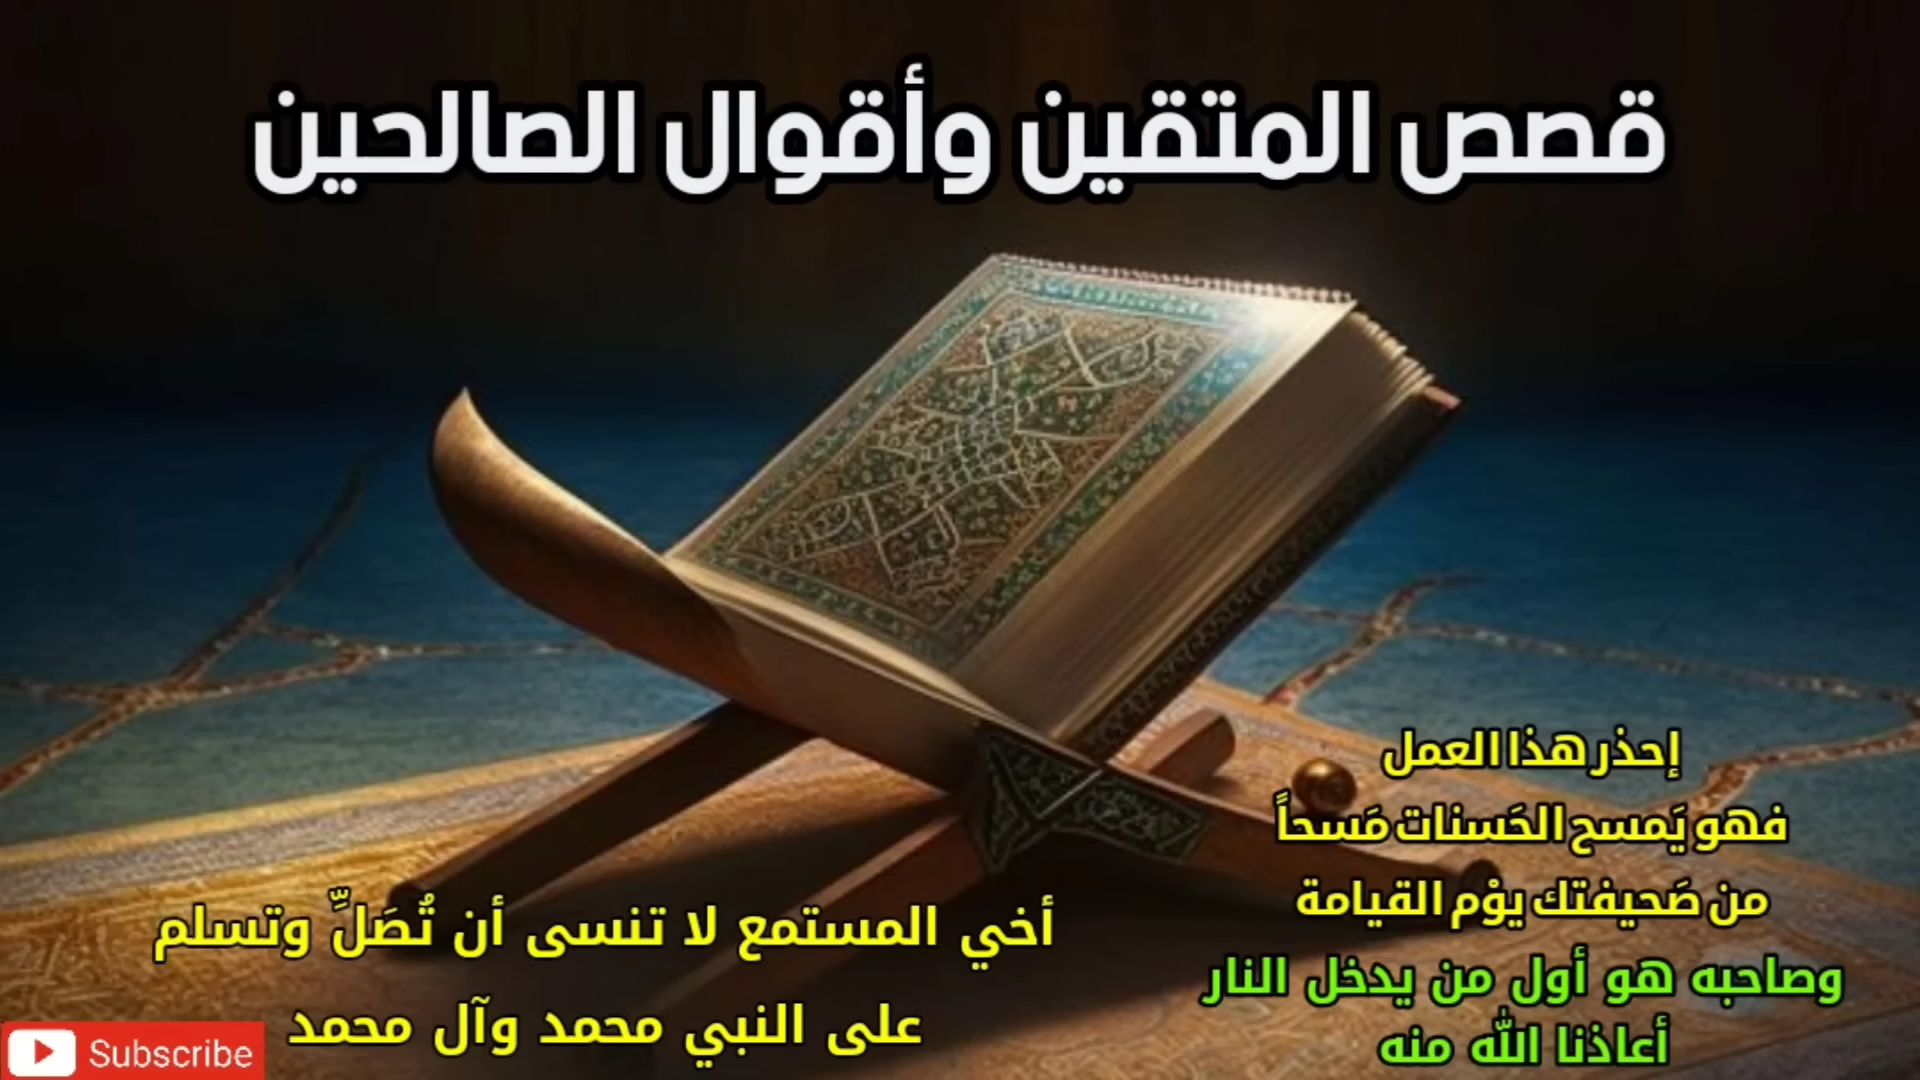 قصص المتقين وأقوال الصالحين
إحذر هذا العمل
فهو يَمسح الحَسنات مَسحاً
من صَحيفتك يوْم القيامة
وصاحبه هو أول من يدخل النار
أعاذنا الله منه
أخي المستمع لا تنسى أن تُصَلِّ وتسلم
على النبي محمد وآل محمد
Subscribe